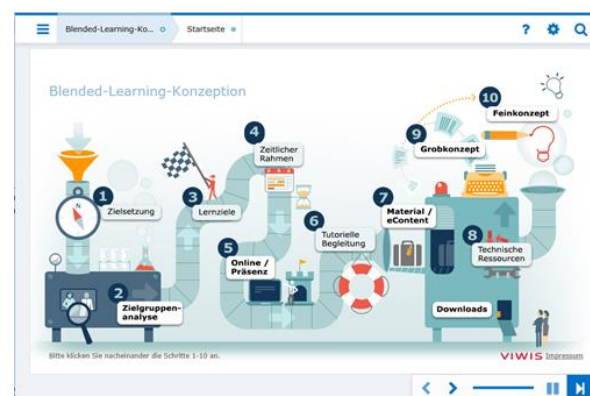 Blended-Learning-Ko...
Startseite
?
Blended-Learning-Konzeption
1
Zielsetzung
2
Zielgruppen-
analyse
3
Lernziele
4
Zeitlicher
Rahmen
5
Online /
Präsenz
6
Tutorielle
Begleitung
7
Material /
eContent
8
Technische
Ressourcen
9
Grobkonzept
10
Feinkonzept
Downloads
N
Bitte klicken Sie nacheinander die Schritte 1-10 an.
VIWIS Impressum